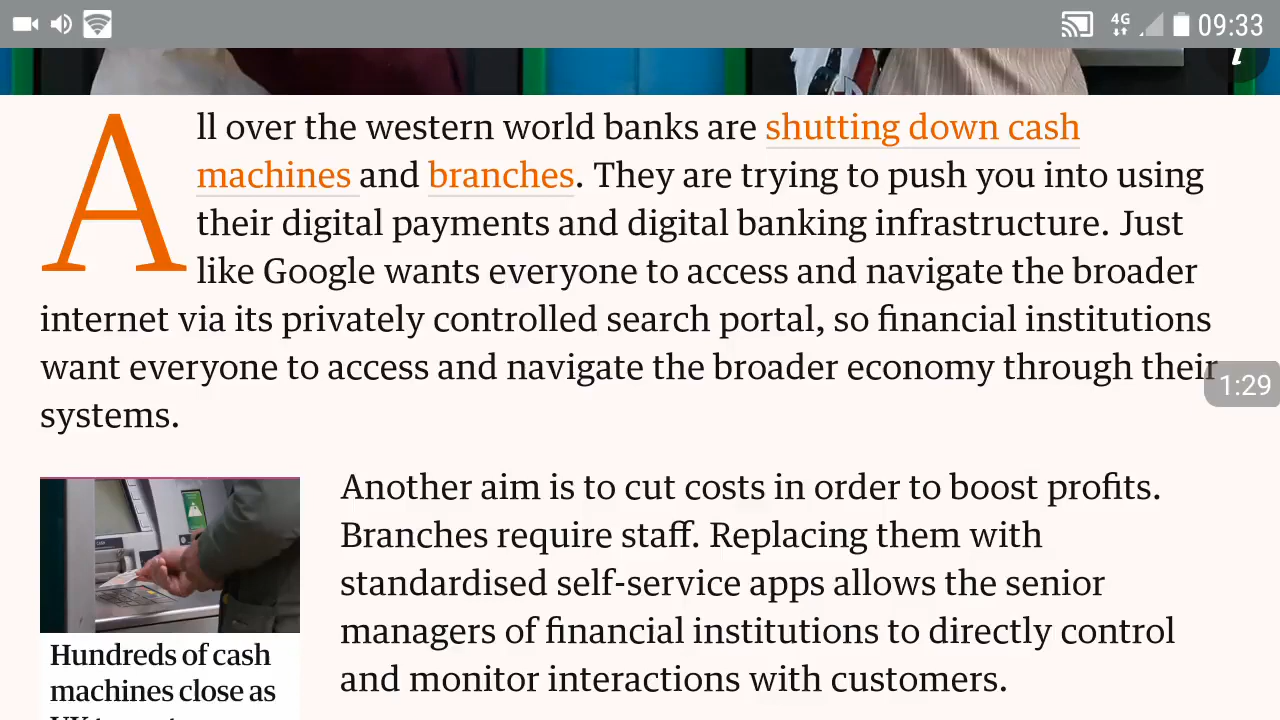 4G
09:33
i
All over the western world banks are shutting down cash
machines and branches. They are trying to push you into using
their digital payments and digital banking infrastructure. Just
like Google wants everyone to access and navigate the broader
internet via its privately controlled search portal, so financial institutions
want everyone to access and navigate the broader economy through their
1:29
systems.
Another aim is to cut costs in order to boost profits.
Branches require staff. Replacing them with
standardised self-service apps allows the senior
managers of financial institutions to directly control
and monitor interactions with customers.
Hundreds of cash
machines close as